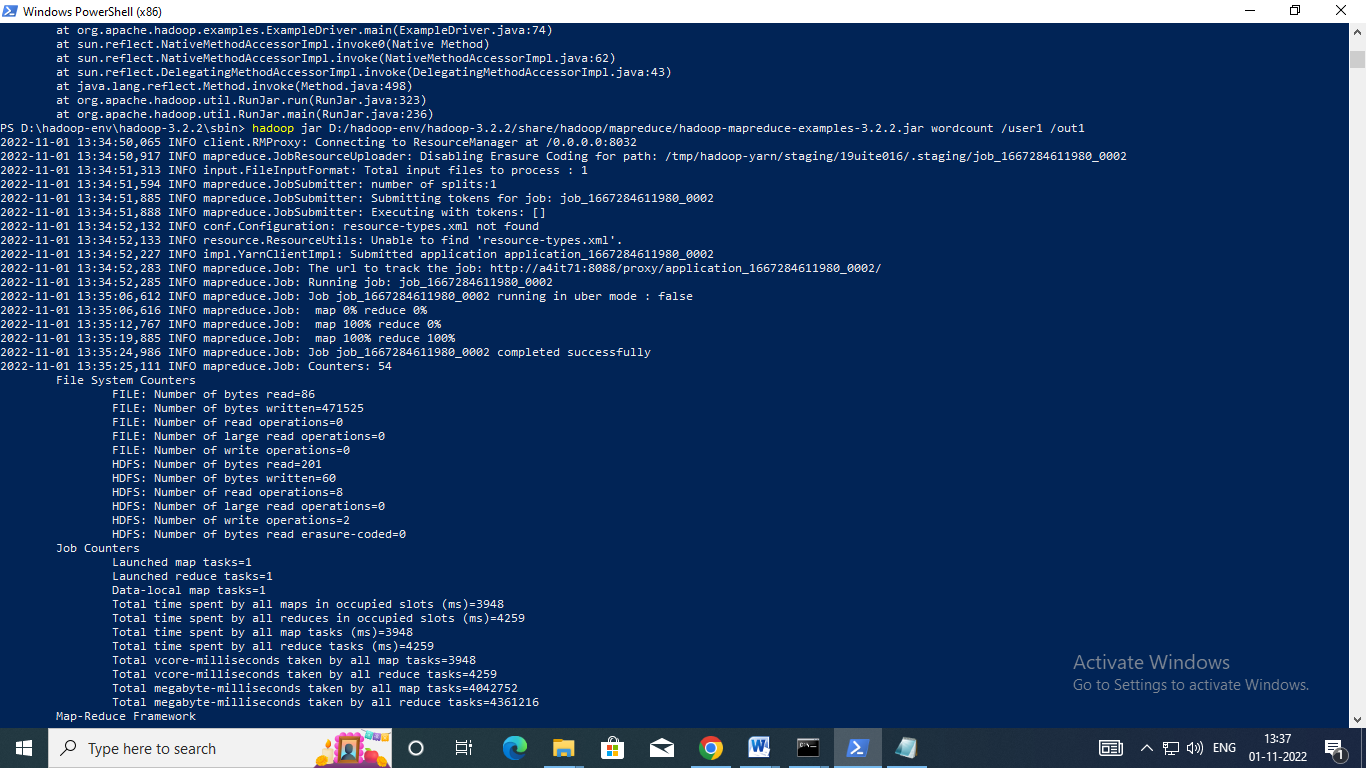 Windows PowerShell (x86)
at org.apache.hadoop.examples.ExampleDriver.main(ExampleDriver.java:74)
at sun.reflect.NativeMethodAccessorImpl.invoke0(Native Method)
at sun.reflect.NativeMethodAccessorImpl.invoke(NativeMethodAccessorImpl.java:62)
at sun.reflect.DelegatingMethodAccessorImpl.invoke(DelegatingMethodAccessorImpl.java:43)
at java.lang.reflect.Method.invoke(Method.java:498)
at org.apache.hadoop.util.RunJar.run(RunJar.java:323)
at org.apache.hadoop.util.RunJar.main(RunJar.java:236)
PS D:\hadoop-env\hadoop-3.2.2\sbin> hadoop jar D:/hadoop-env/hadoop-3.2.2/share/hadoop/mapreduce/hadoop-mapreduce-examples-3.2.2.jar wordcount /user1 /out1
2022-11-01 13:34:50,065 INFO client.RMProxy: Connecting to ResourceManager at /0.0.0.0:8032
2022-11-01 13:34:50,917 INFO mapreduce.JobResourceUploader: Disabling Erasure Coding for path: /tmp/hadoop-yarn/staging/19uite016/.staging/job_1667284611980_0002
2022-11-01 13:34:51,313 INFO input.FileInputFormat: Total input files to process : 1
2022-11-01 13:34:51,594 INFO mapreduce.JobSubmitter: number of splits:1
2022-11-01 13:34:51,885 INFO mapreduce.JobSubmitter: Submitting tokens for job: job_1667284611980_0002
2022-11-01 13:34:51,888 INFO mapreduce.JobSubmitter: Executing with tokens: []
2022-11-01 13:34:52,132 INFO conf.Configuration: resource-types.xml not found
2022-11-01 13:34:52,133 INFO resource.ResourceUtils: Unable to find 'resource-types.xml'.
2022-11-01 13:34:52,227 INFO impl.YarnClientImpl: Submitted application application_1667284611980_0002
2022-11-01 13:34:52,283 INFO mapreduce.Job: The url to track the job: http://a4it71:8088/proxy/application_1667284611980_0002/
2022-11-01 13:34:52,285 INFO mapreduce.Job: Running job: job_1667284611980_0002
2022-11-01 13:35:06,612 INFO mapreduce.Job: Job job_1667284611980_0002 running in uber mode : false
2022-11-01 13:35:06,616 INFO mapreduce.Job:  map 0% reduce 0%
2022-11-01 13:35:12,767 INFO mapreduce.Job:  map 100% reduce 0%
2022-11-01 13:35:19,885 INFO mapreduce.Job:  map 100% reduce 100%
2022-11-01 13:35:24,986 INFO mapreduce.Job: Job job_1667284611980_0002 completed successfully
2022-11-01 13:35:25,111 INFO mapreduce.Job: Counters: 54
File System Counters
FILE: Number of bytes read=86
FILE: Number of bytes written=471525
FILE: Number of read operations=0
FILE: Number of large read operations=0
FILE: Number of write operations=0
HDFS: Number of bytes read=201
HDFS: Number of bytes written=60
HDFS: Number of read operations=8
HDFS: Number of large read operations=0
HDFS: Number of write operations=2
HDFS: Number of bytes read erasure-coded=0
Job Counters
Launched map tasks=1
Launched reduce tasks=1
Data-local map tasks=1
Total time spent by all maps in occupied slots (ms)=3948
Total time spent by all reduces in occupied slots (ms)=4259
Total time spent by all map tasks (ms)=3948
Total time spent by all reduce tasks (ms)=4259
Total vcore-milliseconds taken by all map tasks=3948
Total vcore-milliseconds taken by all reduce tasks=4259
Total megabyte-milliseconds taken by all map tasks=4042752
Total megabyte-milliseconds taken by all reduce tasks=4361216
Map-Reduce Framework
Activate Windows
Go to Settings to activate Windows.
Type here to search
ENG
13:37
01-11-2022
1